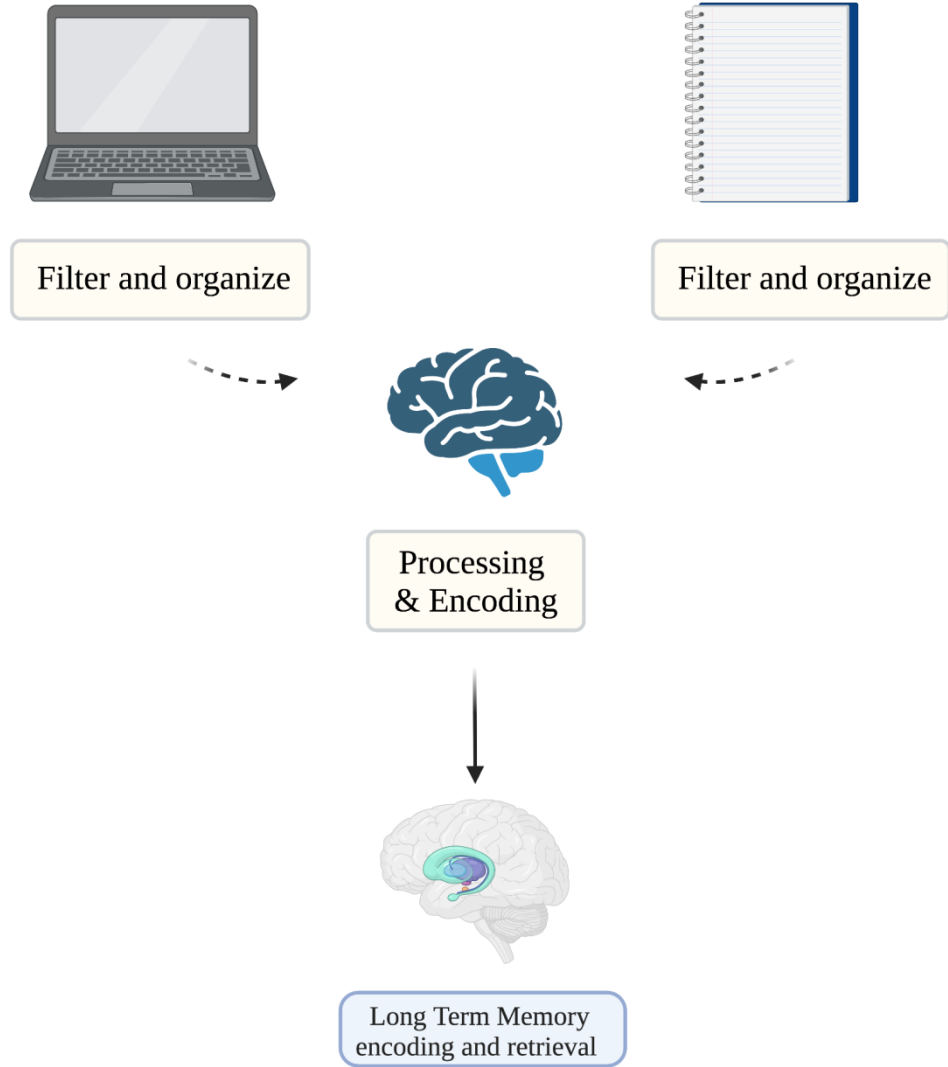 Filter and organize
Filter and organize
Processing
& Encoding
Long Term Memory
encoding and retrieval